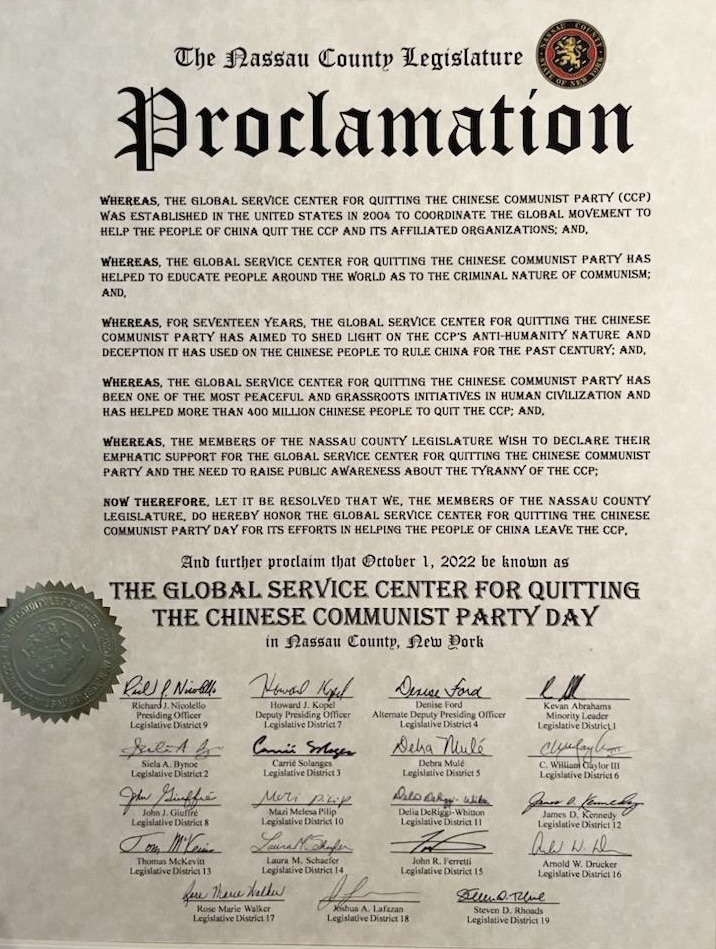 The Nassau County Legislature
Proclamation
WHEREAS, THE GLOBAL SERVICE CENTER FOR QUITTING THE CHINESE COMMUNIST PARTY (CCP)
WAS ESTABLISHED IN THE UNITED STATES IN 2004 TO COORDINATE THE GLOBAL MOVEMENT TO
HELP THE PEOPLE OF CHINA QUIT THE CCP AND ITS AFFILIATED ORGANIZATIONS; AND,
WHEREAS, THE GLOBAL SERVICE CENTER FOR QUITTING THE CHINESE COMMUNIST PARTY HAS
HELPED TO EDUCATE PEOPLE AROUND THE WORLD AS TO THE CRIMINAL NATURE OF COMMUNISM;
AND,
WHEREAS, FOR SEVENTEEN YEARS, THE GLOBAL SERVICE CENTER FOR QUITTING THE CHINESE
COMMUNIST PARTY HAS AIMED TO SHED LIGHT ON THE CCP'S ANTI-HUMANITY NATURE AND
DECEPTION IT HAS USED ON THE CHINESE PEOPLE TO RULE CHINA FOR THE PAST CENTURY; AND,
WHEREAS, THE GLOBAL SERVICE CENTER FOR QUITTING THE CHINESE COMMUNIST PARTY HAS
BEEN ONE OF THE MOST PEACEFUL AND GRASSROOTS INITIATIVES IN HUMAN CIVILIZATION AND
HAS HELPED MORE THAN 400 MILLION CHINESE PEOPLE TO QUIT THE CCP; AND,
WHEREAS, THE MEMBERS OF THE NASSAU COUNTY LEGISLATURE WISH TO DECLARE THEIR
EMPHATIC SUPPORT FOR THE GLOBAL SERVICE CENTER FOR QUITTING THE CHINESE COMMUNIST
PARTY AND THE NEED TO RAISE PUBLIC AWARENESS ABOUT THE TYRANNY OF THE CCP;
NOW THEREFORE, LET IT BE RESOLVED THAT WE, THE MEMBERS OF THE NASSAU COUNTY
LEGISLATURE, DO HEREBY HONOR THE GLOBAL SERVICE CENTER FOR QUITTING THE CHINESE
COMMUNIST PARTY DAY FOR ITS EFFORTS IN HELPING THE PEOPLE OF CHINA LEAVE THE CCP.
And further proclaim that October 1, 2022 be known as
THE GLOBAL SERVICE CENTER FOR QUITTING
THE CHINESE COMMUNIST PARTY DAY
in Nassau County, New York
Richard J. Nicolello
Presiding Officer
Legislative District 9
Howard J. Kopel
Deputy Presiding Officer
Legislative District 7
Denise Ford
Alternate Deputy Presiding Officer
Legislative District 4
Kevan Abrahams
Minority Leader
Legislative District 1
Siela A. Bynoe
Legislative District 2
Carrié Solanges
Legislative District 3
Debra Mulé
Legislative District 5
C. William Gaylor III
Legislative District 6
John J. Giuffré
Legislative District 8
Mazi Melesa Pilip
Legislative District 10
Delia DeRiggi-Whitton
Legislative District 11
James D. Kennedy
Legislative District 12
Thomas McKevitt
Legislative District 13
Laura M. Schaefer
Legislative District 14
John R. Ferretti
Legislative District 15
Arnold W. Drucker
Legislative District 16
Rose Marie Walker
Legislative District 17
Joshua A. Lafazan
Legislative District 18
Steven D. Rhoads
Legislative District 19